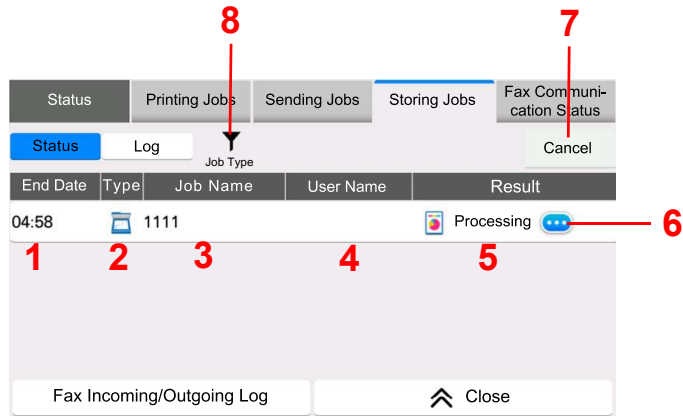 8
7
Status
Printing Jobs
Sending Jobs
Storing Jobs
Fax Communi-
cation Status
Status
Log
Job Type
Cancel
End Date
Type
Job Name
User Name
Result
04:58
1111
Processing
6
1
2
3
4
5
Fax Incoming/Outgoing Log
Close